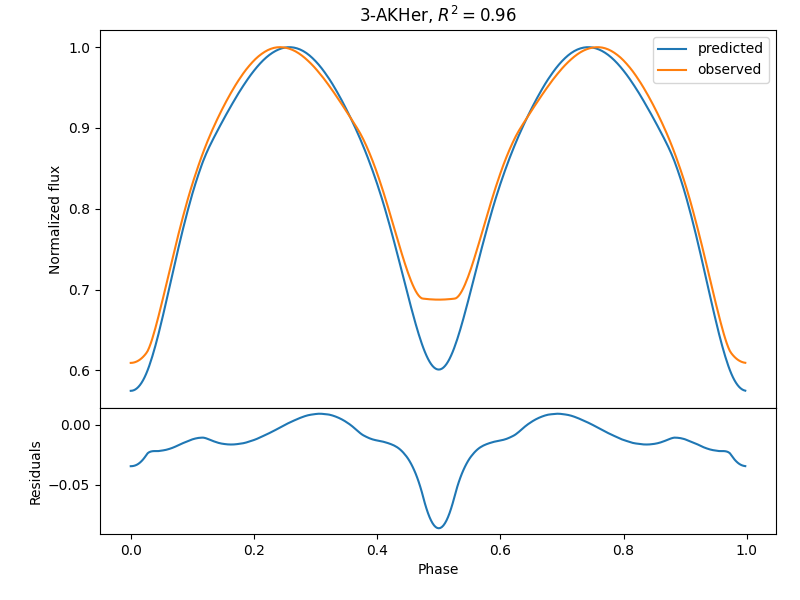 3-AKHer, R² = 0.96
1.0
0.9
0.8
0.7
0.6
Normalized flux
predicted
observed
0.00
−0.05
Residuals
0.0 0.2 0.4 0.6 0.8 1.0
Phase